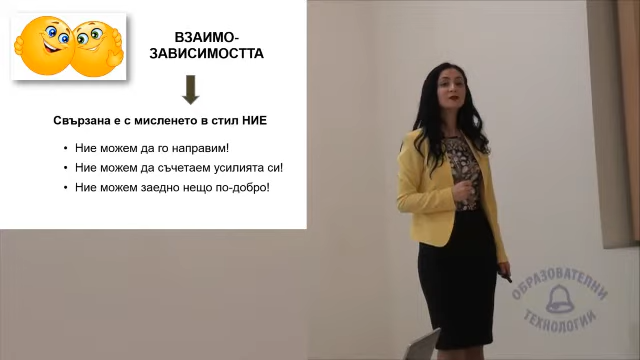 ВЗАИМО-
ЗАВИСИМОСТТА
Свързана е с мисленето в стил НИЕ
• Ние можем да го направим!
• Ние можем да съчетаем усилията си!
• Ние можем заедно нещо по-добро!
ОБРАЗОВАТЕЛНИ
ТЕХНОЛОГИИ